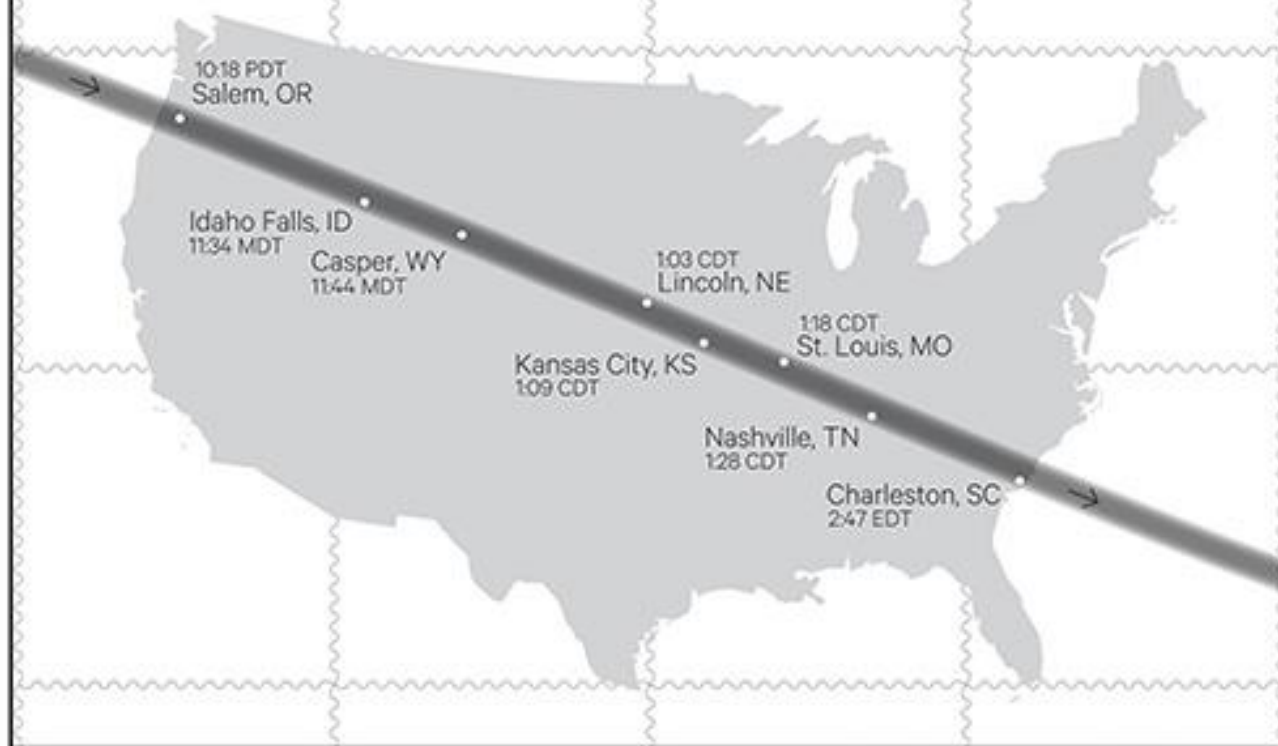 10:18 PDT
Salem, OR
Idaho Falls, ID
11:34 MDT
Casper, WY
11:44 MDT
1:03 CDT
Lincoln, NE
1:18 CDT
St. Louis, MO
Kansas City, KS
1:09 CDT
Nashville, TN
1:28 CDT
Charleston, SC
2:47 EDT